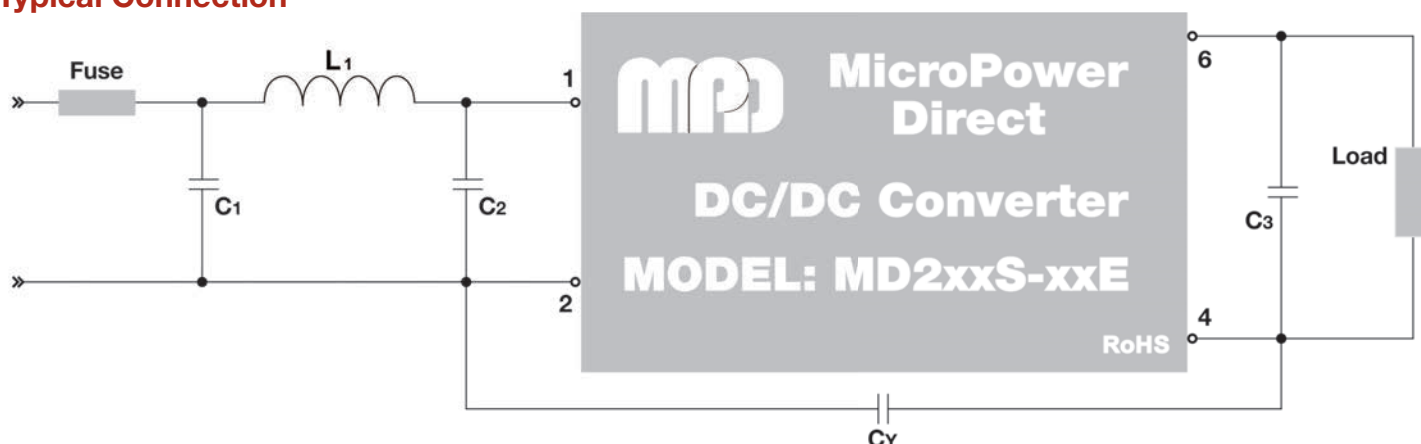 Typical Connection
Fuse
L1
1
6
MPD
MicroPower
Direct
C1
C2
DC/DC Converter
C3
Load
MODEL: MD2xxS-xxE
2
4
RoHS
CY